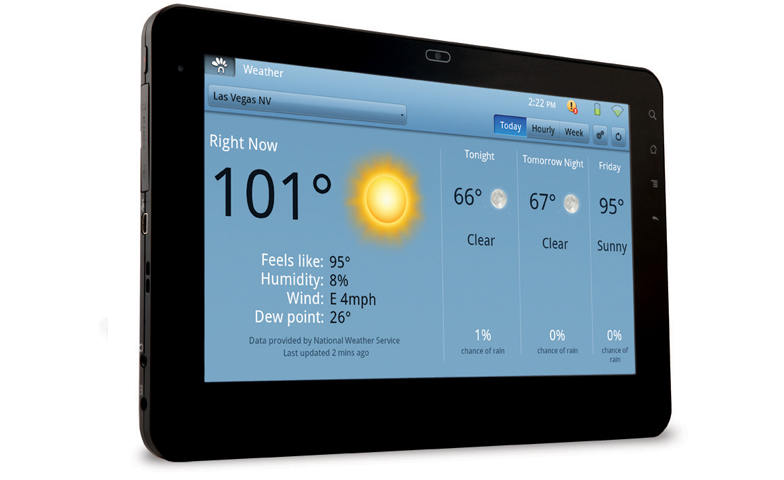 Weather
2:22 PM
Las Vegas NV
Today Hourly Week
Right Now
101°
Feels like: 95°
Humidity: 8%
Wind: E 4mph
Dew point: 26°
Data provided by National Weather Service
Last updated 2 mins ago
Tonight
66°
Clear
1%
chance of rain
Tomorrow Night
67°
Clear
0%
chance of rain
Friday
95°
Sunny
0%
chance of
rain